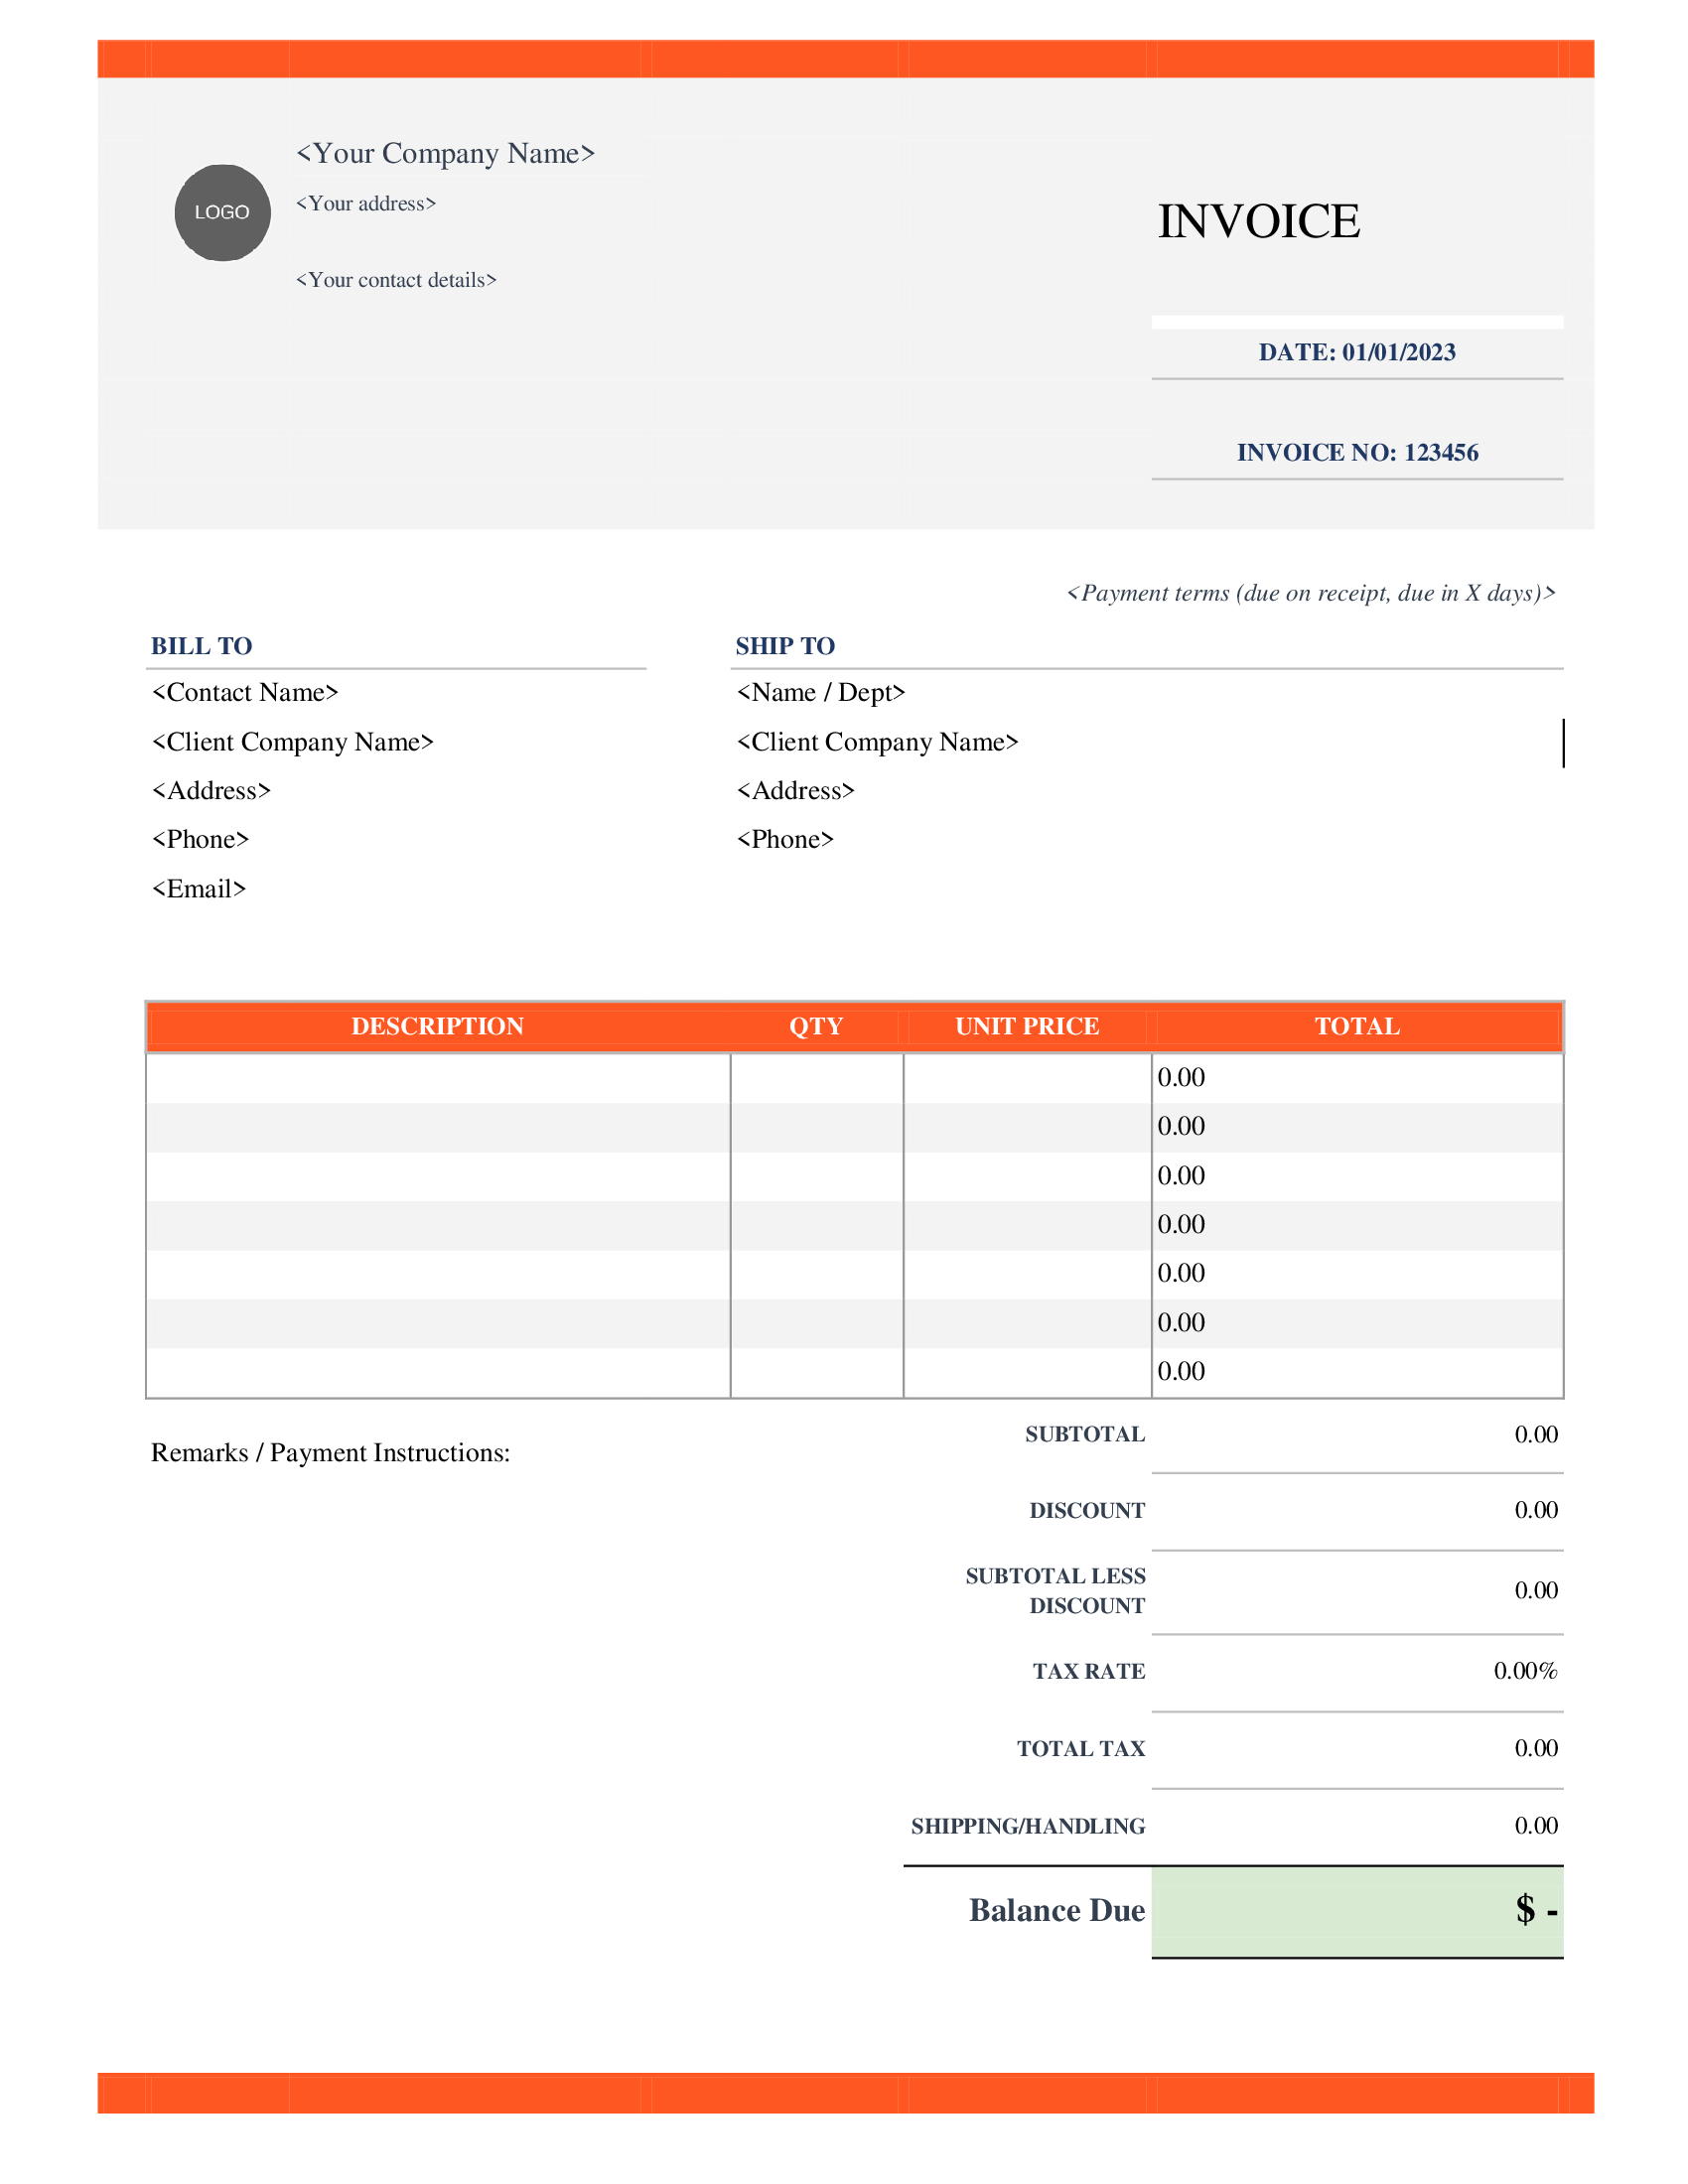 <Your Company Name>
LOGO
<Your address>
INVOICE
<Your contact details>
DATE: 01/01/2023
INVOICE NO: 123456
<Payment terms (due on receipt, due in X days)>
BILL TO
<Contact Name>
<Client Company Name>
<Address>
<Phone>
<Email>
SHIP TO
<Name / Dept>
<Client Company Name>
<Address>
<Phone>
DESCRIPTION QTY UNIT PRICE TOTAL
0.00
0.00
0.00
0.00
0.00
0.00
0.00
Remarks / Payment Instructions:
SUBTOTAL 0.00
DISCOUNT 0.00
SUBTOTAL LESS
DISCOUNT 0.00
TAX RATE 0.00%
TOTAL TAX 0.00
SHIPPING/HANDLING 0.00
Balance Due $ -